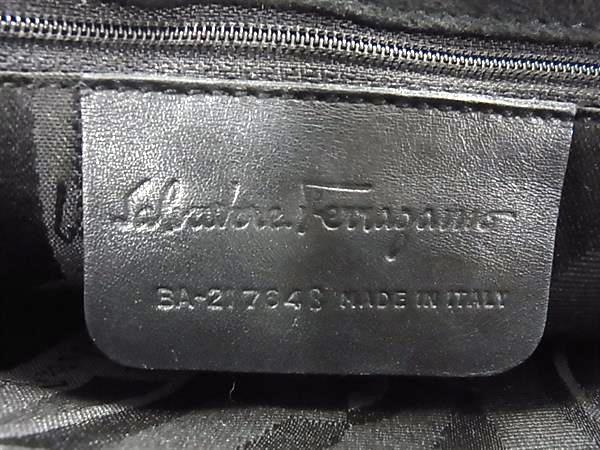 Salvatore Ferragamo
BA-21 7648 MADE IN ITALY